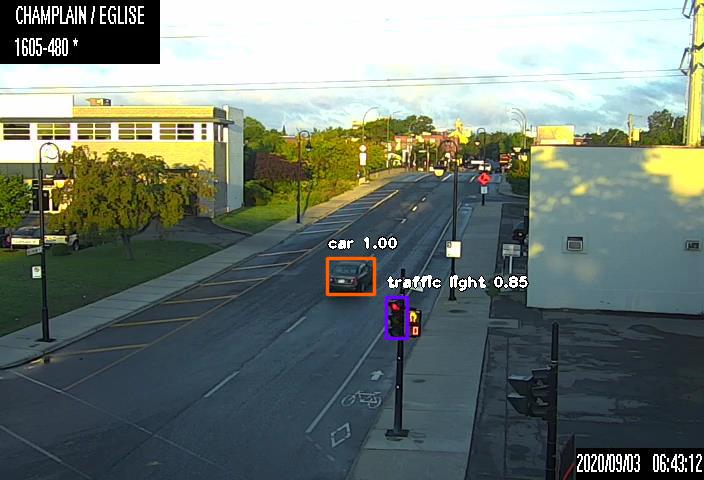 CHAMPLAIN / EGLISE
1605-480 *
car 1.00
traffic light 0.85
2020/09/03 06:43:12